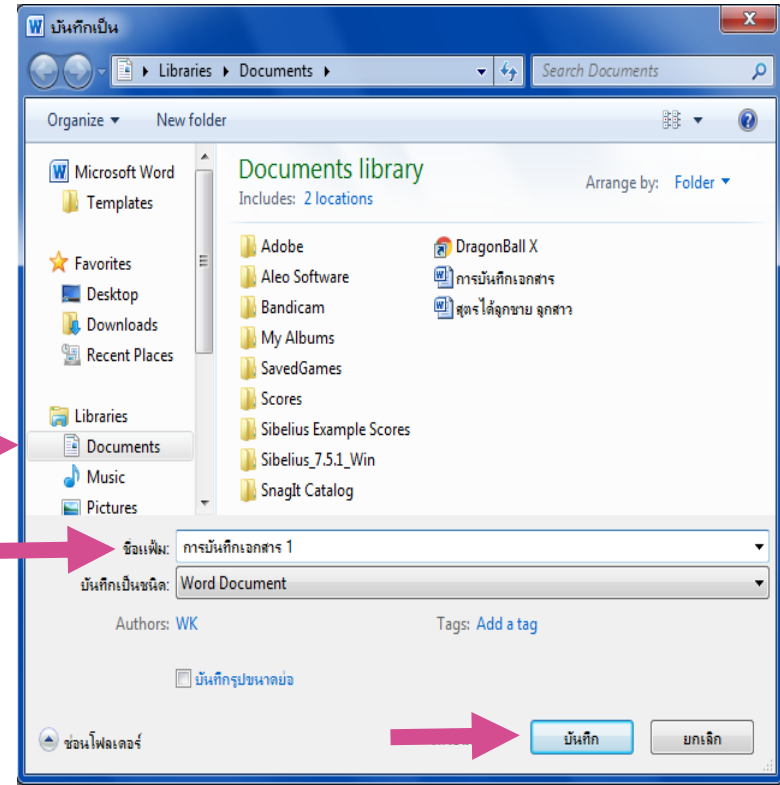 บันทึกเป็น
Libraries Documents
Search Documents
Organize New folder
Microsoft Word
Templates
Favorites
Desktop
Downloads
Recent Places
Libraries
Documents
Music
Pictures
Documents library
Includes: 2 locations
Arrange by: Folder
Adobe
Aleo Software
Bandicam
My Albums
SavedGames
Scores
Sibelius Example Scores
Sibelius_7.5.1_Win
SnagIt Catalog
DragonBall X
การบันทึกเอกสาร
สูตรได้ลูกชาย ลูกสาว
ชื่อแฟ้ม: การบันทึกเอกสาร 1
บันทึกเป็นชนิด: Word Document
Authors: WK Tags: Add a tag
บันทึกรูปขนาดย่อ
ซ่อนโฟลเดอร์ บันทึก ยกเลิก